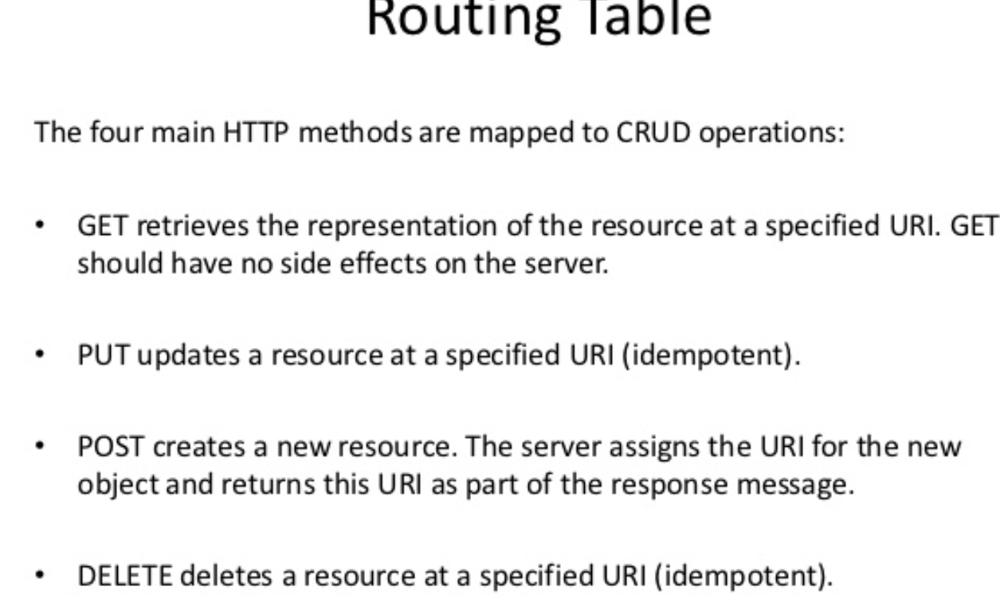 Routing Table
The four main HTTP methods are mapped to CRUD operations:
• GET retrieves the representation of the resource at a specified URI. GET
should have no side effects on the server.
• PUT updates a resource at a specified URI (idempotent).
• POST creates a new resource. The server assigns the URI for the new
object and returns this URI as part of the response message.
• DELETE deletes a resource at a specified URI (idempotent).